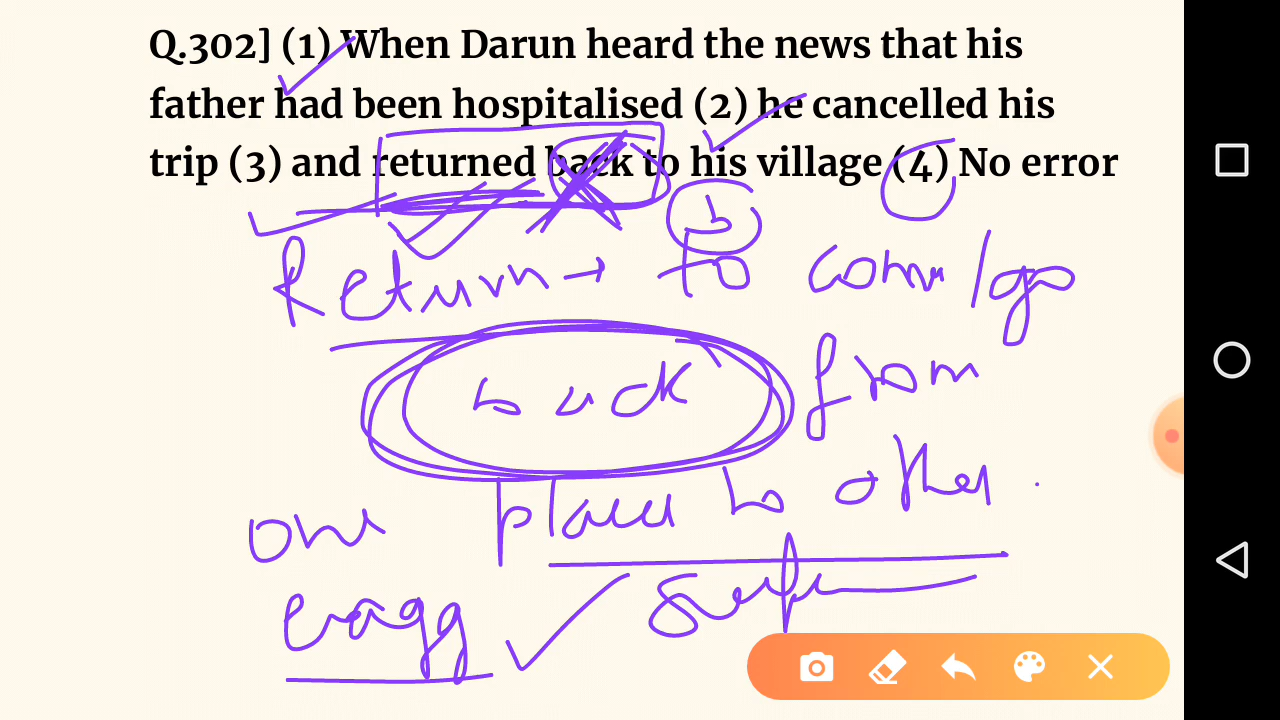 Q.302] (1) When Darun heard the news that his
father had been hospitalised (2) he cancelled his
trip (3) and returned back to his village (4) No error
b
Return → to come/go
back from
one place to other.